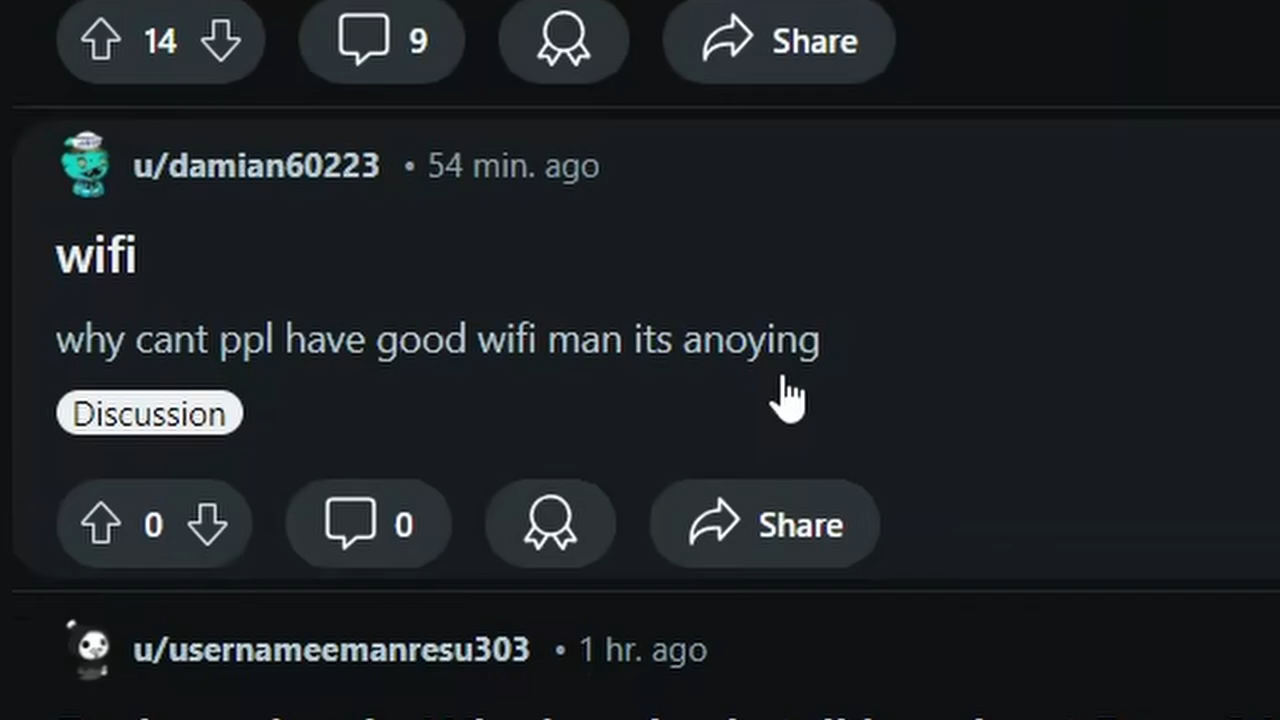 14 9 Share
u/damian60223 • 54 min. ago
wifi
why cant ppl have good wifi man its anoying
Discussion
0 0 Share
u/usernameemanresu303 • 1 hr. ago